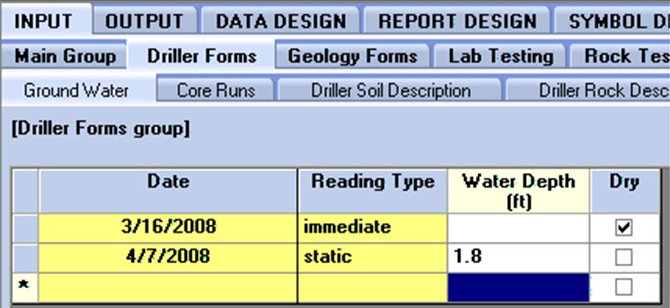 INPUT OUTPUT DATA DESIGN REPORT DESIGN SYMBOL D
Main Group Driller Forms Geology Forms Lab Testing Rock Tes
Ground Water Core Runs Driller Soil Description Driller Rock Desc
[Driller Forms group]
Date Reading Type Water Depth Dry
(ft)
3/16/2008 immediate
4/7/2008 static 1.8
*